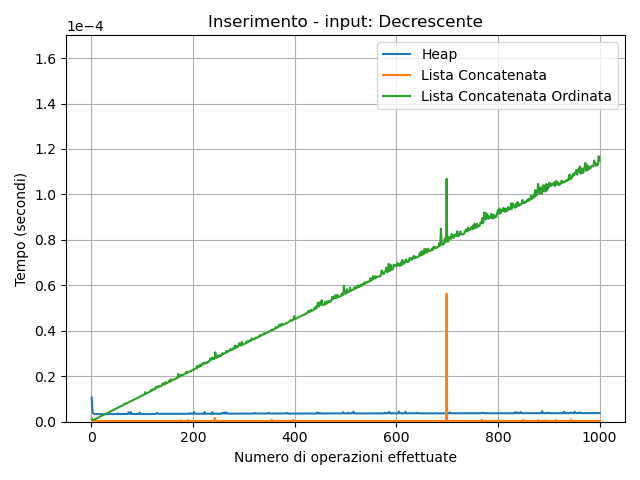 Inserimento - input: Decrescente
1e−4
Heap
Lista Concatenata
Lista Concatenata Ordinata
1.6
1.4
1.2
1.0
0.8
0.6
0.4
0.2
0.0
Tempo (secondi)
0 200 400 600 800 1000
Numero di operazioni effettuate